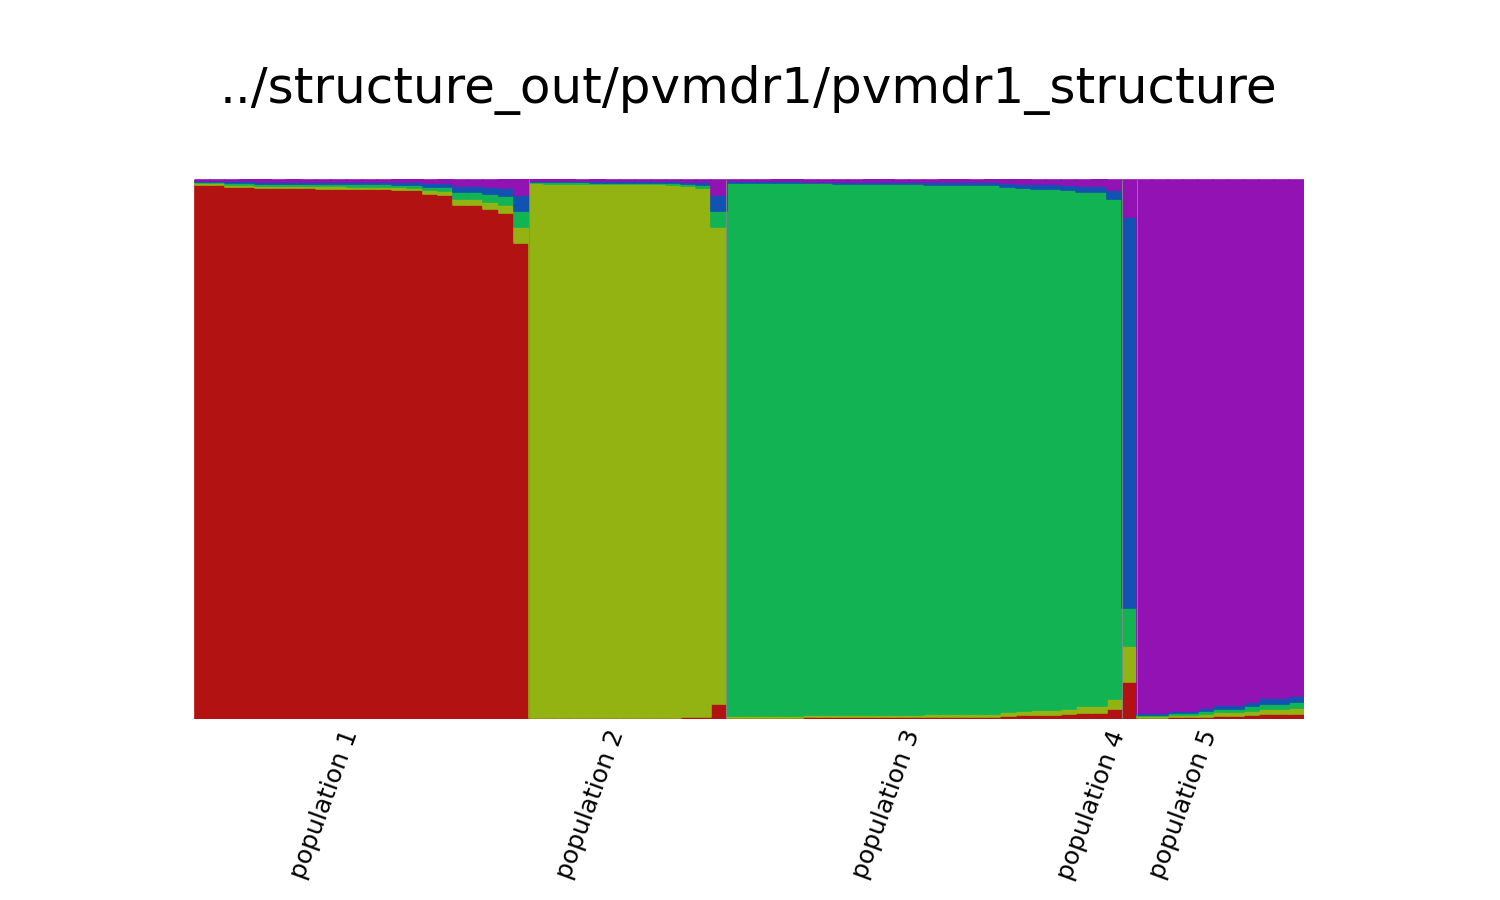 ../structure_out/pvmdr1/pvmdr1_structure
population 1
population 2
population 3
population 4
population 5